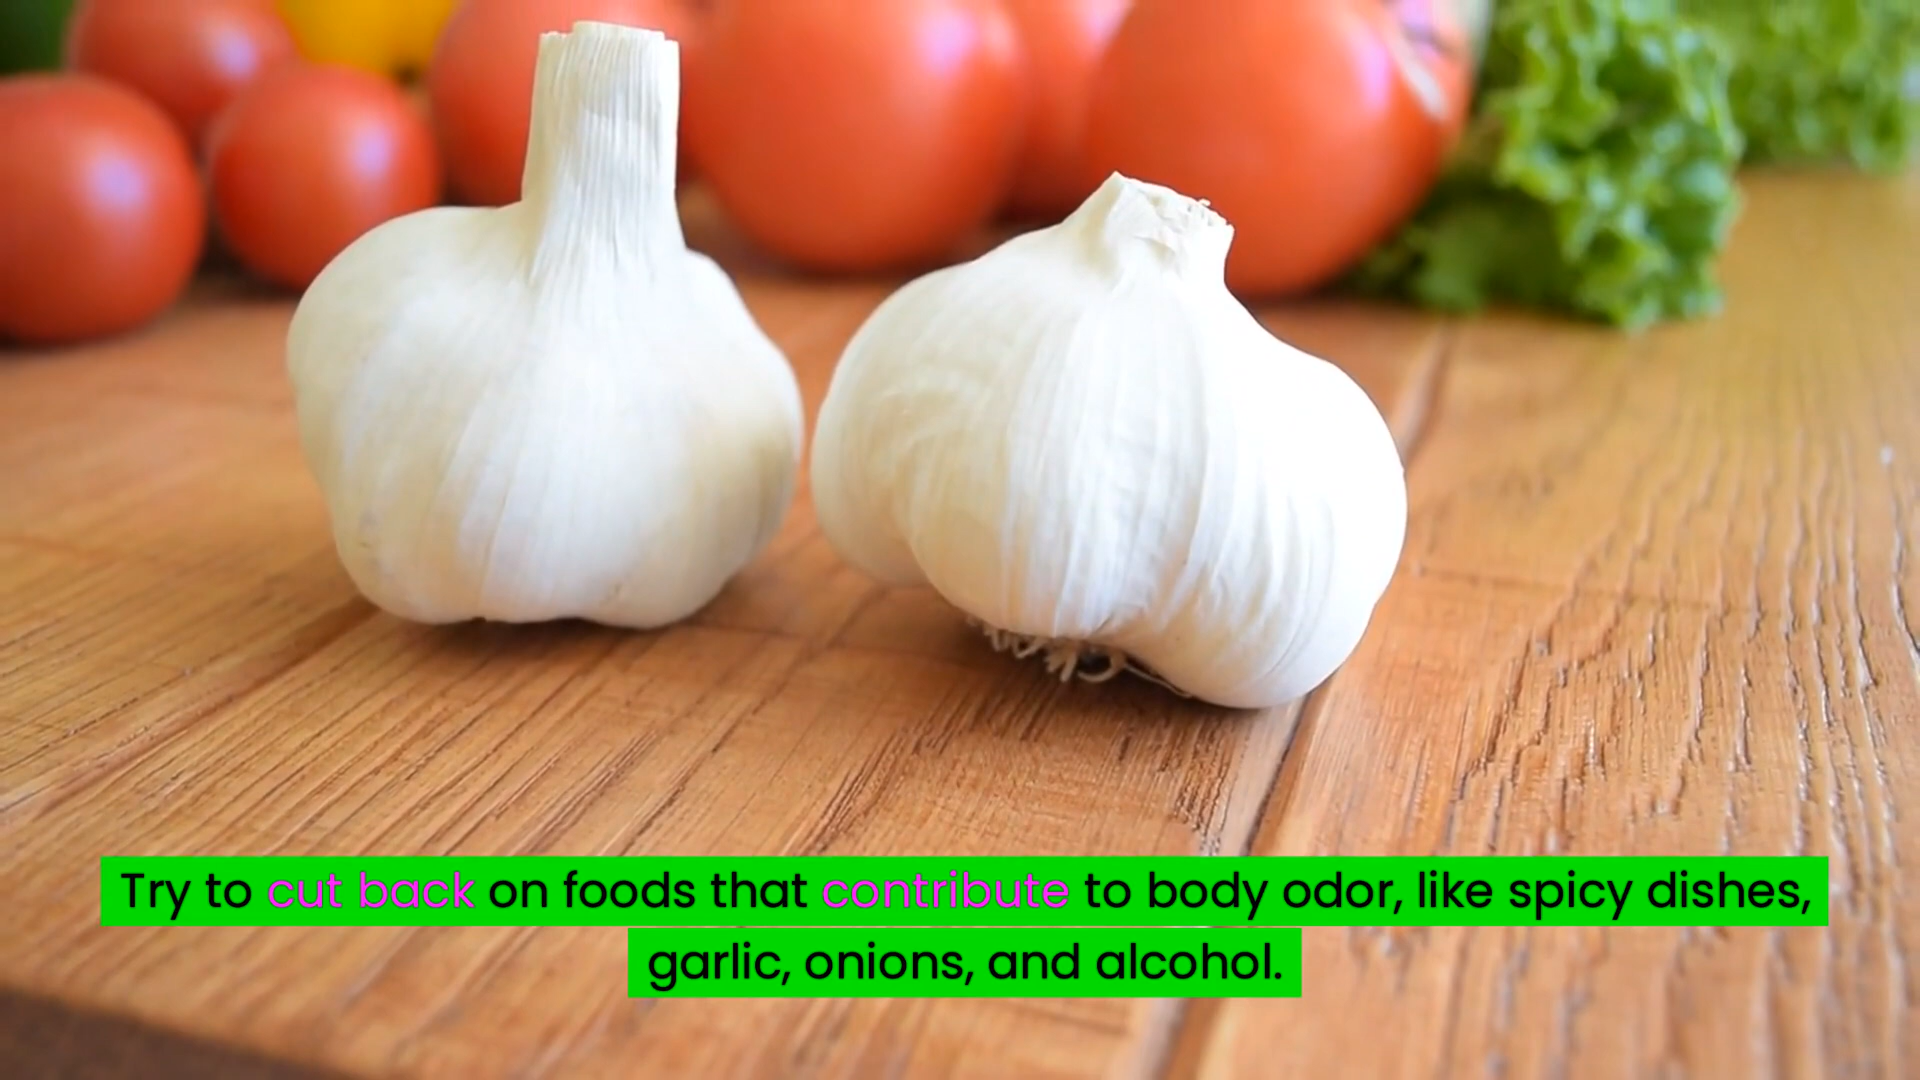 Try to cut back on foods that contribute to body odor, like spicy dishes,
garlic, onions, and alcohol.